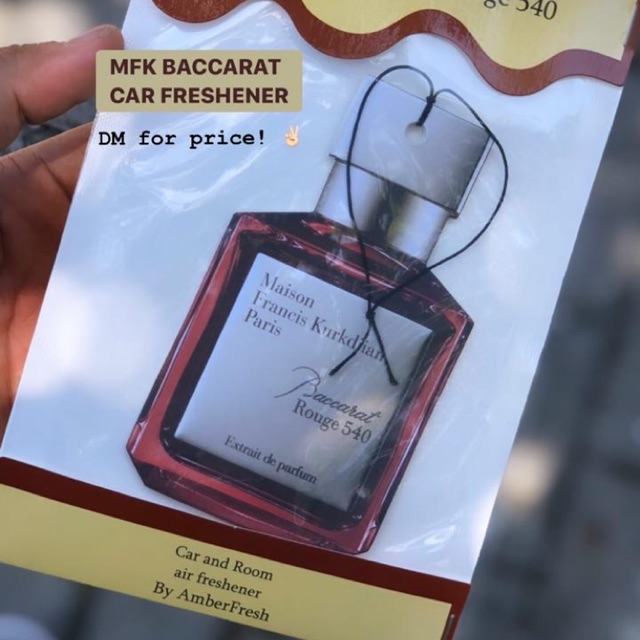 540
MFK BACCARAT
CAR FRESHENER
DM for price! ✌🏻
Maison
Francis Kurkdjian
Paris
Baccarat
Rouge 540
Extrait de parfum
Car and Room
air freshener
By AmberFresh